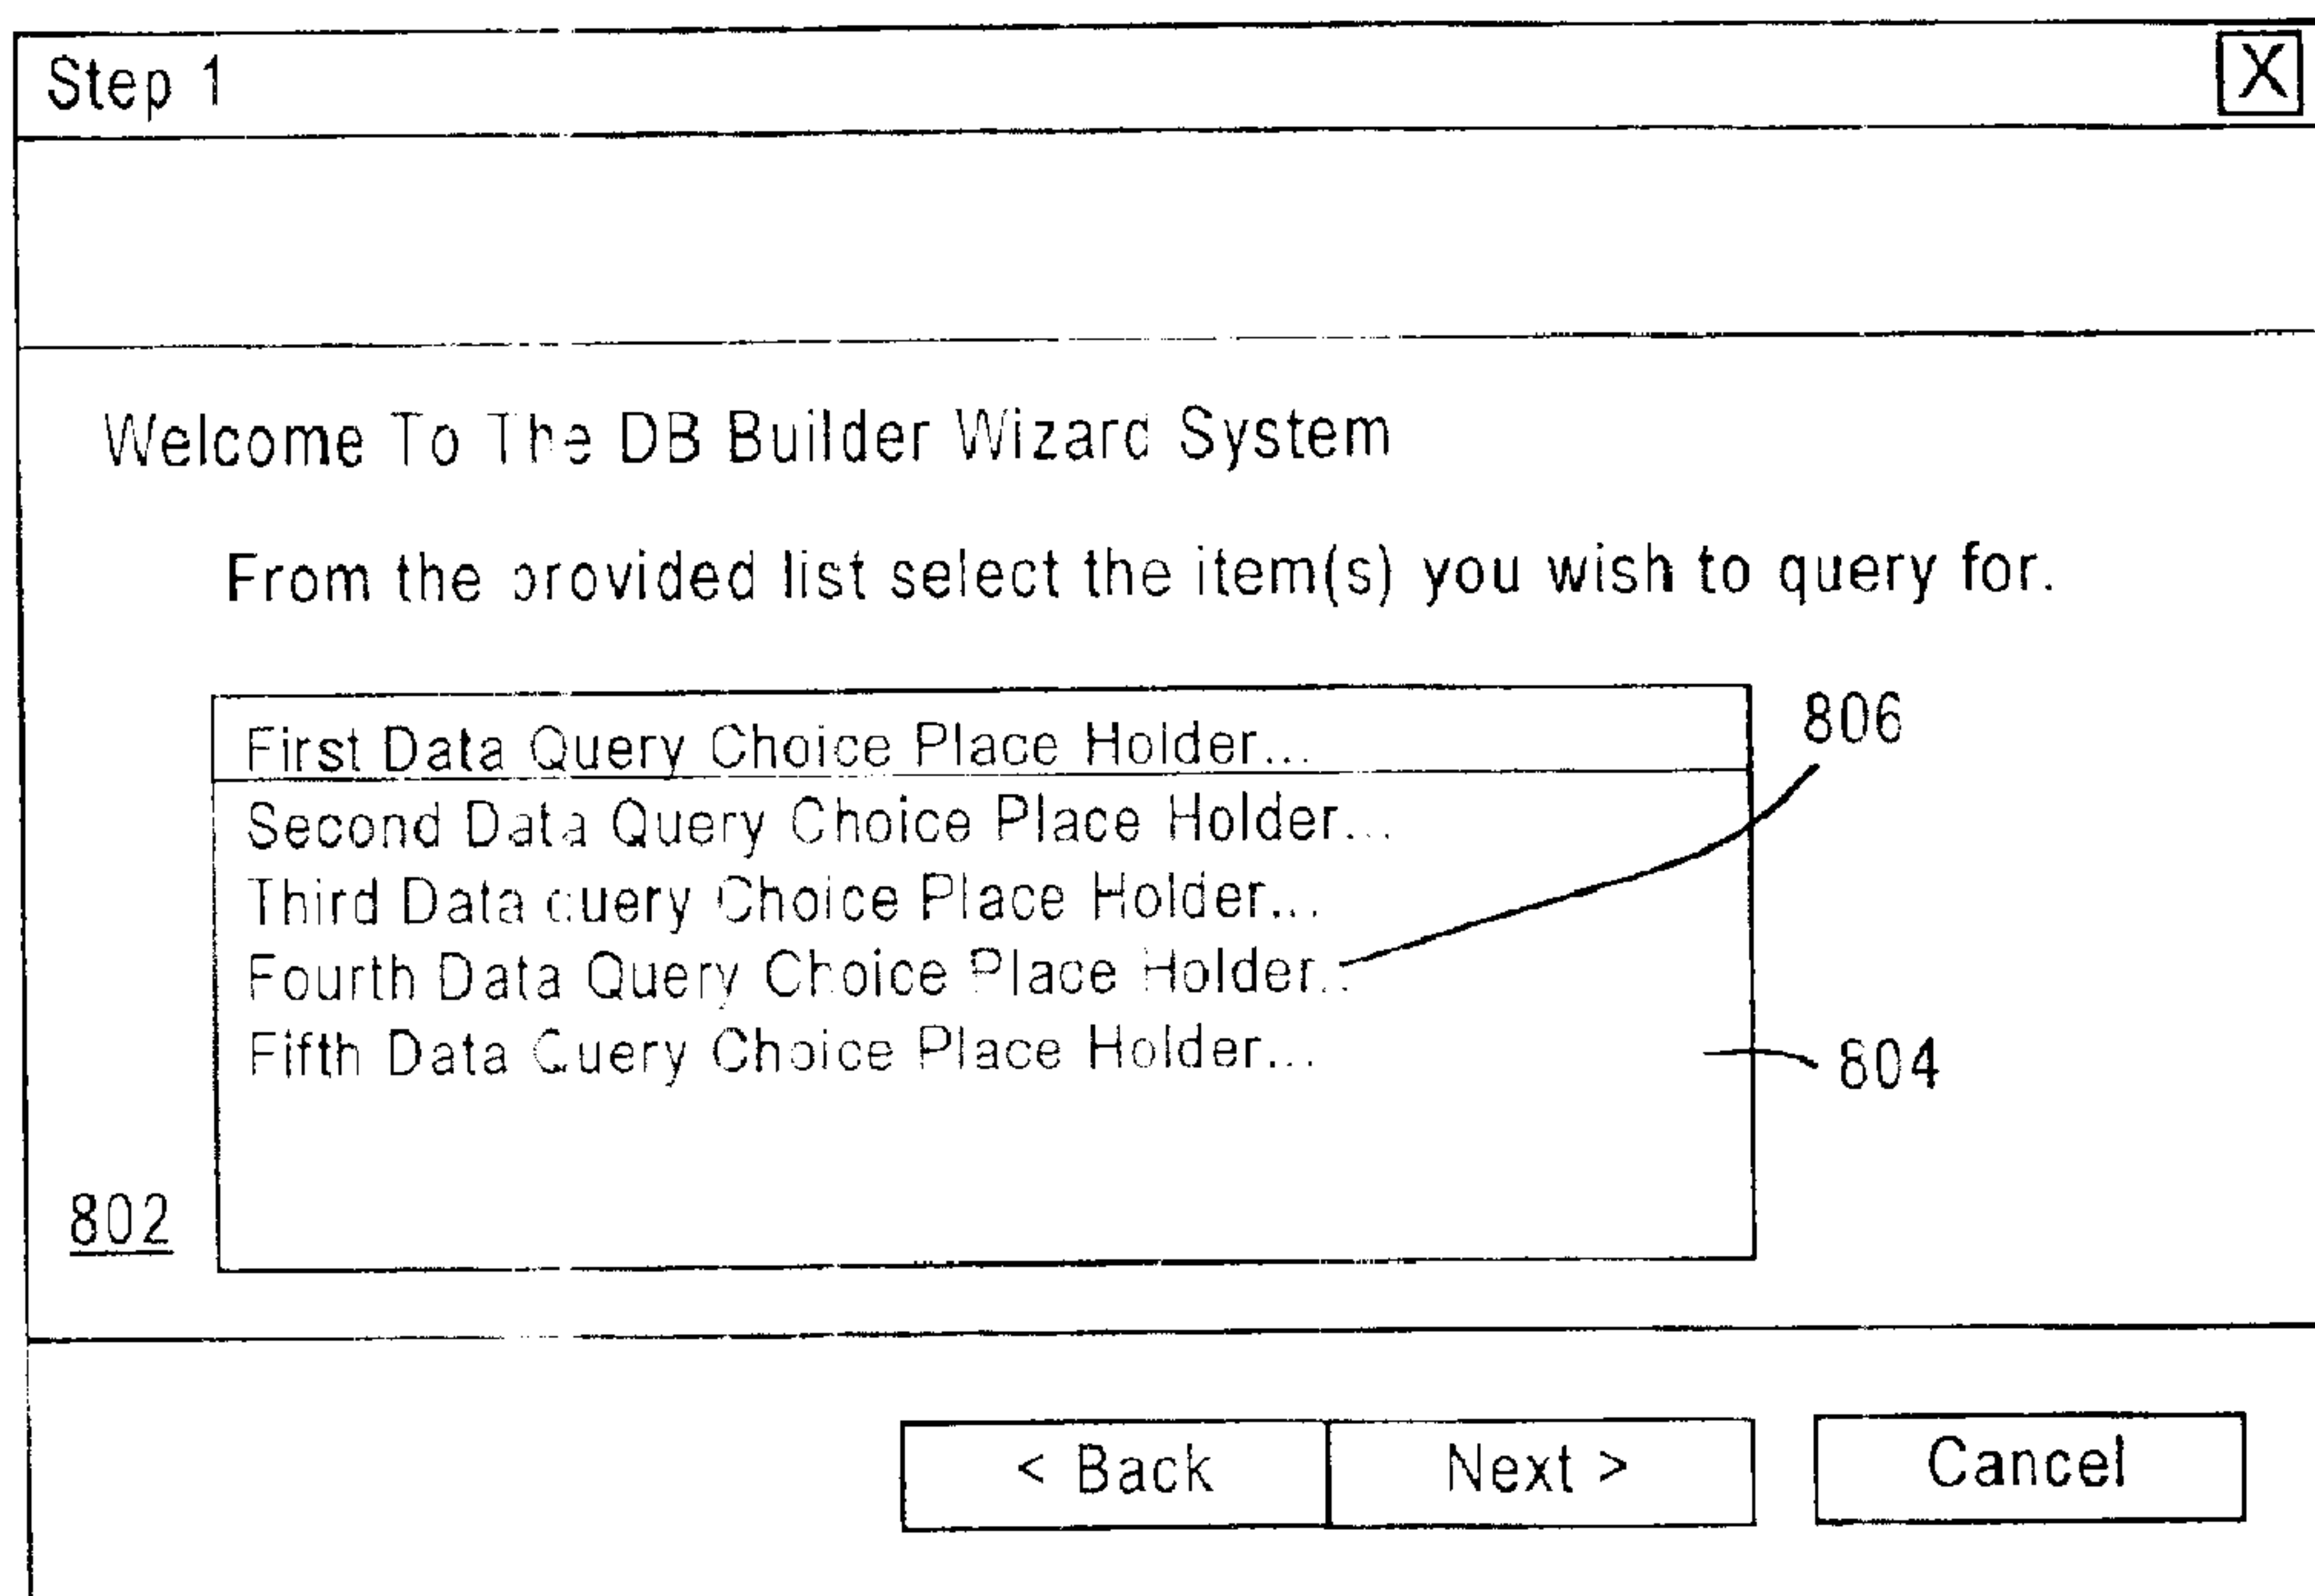 Step 1 X
Welcome To The DB Builder Wizard System
From the provided list select the item(s) you wish to query for.
806
First Data Query Choice Place Holder...
Second Data Query Choice Place Holder...
Third Data query Choice Place Holder...
Fourth Data Query Choice Place Holder...
Fifth Data Query Choice Place Holder...
804
802
< Back Next > Cancel